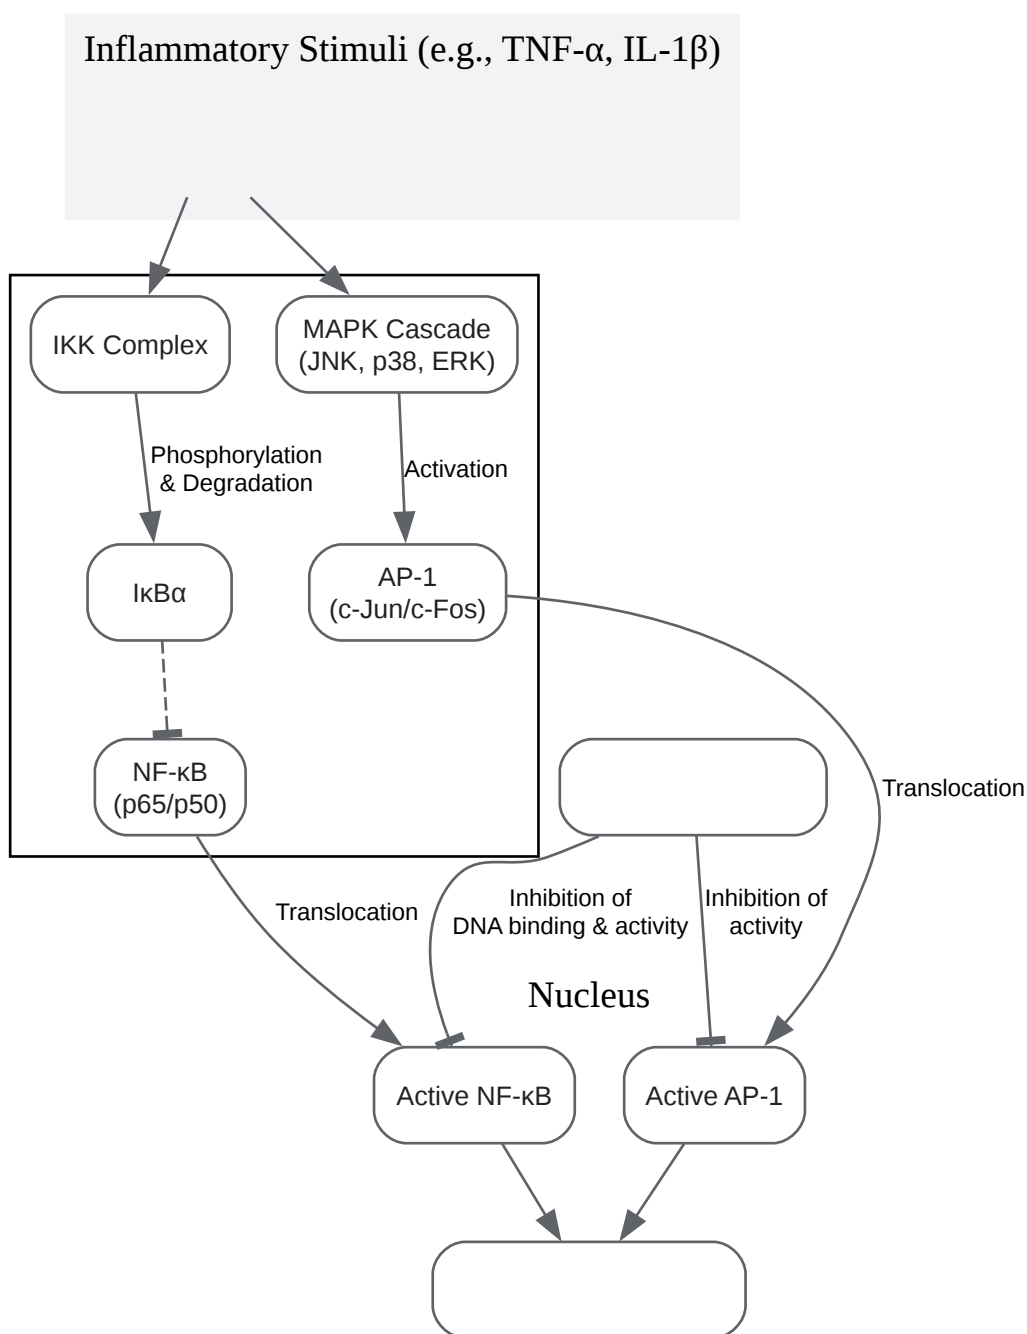 Inflammatory Stimuli (e.g., TNF-α, IL-1β)
IKK Complex
MAPK Cascade
(JNK, p38, ERK)
Phosphorylation
& Degradation
Activation
IκBα
AP-1
(c-Jun/c-Fos)
NF-κB
(p65/p50)
Translocation
Translocation
Inhibition of
DNA binding & activity
Inhibition of
activity
Nucleus
Active NF-κB
Active AP-1